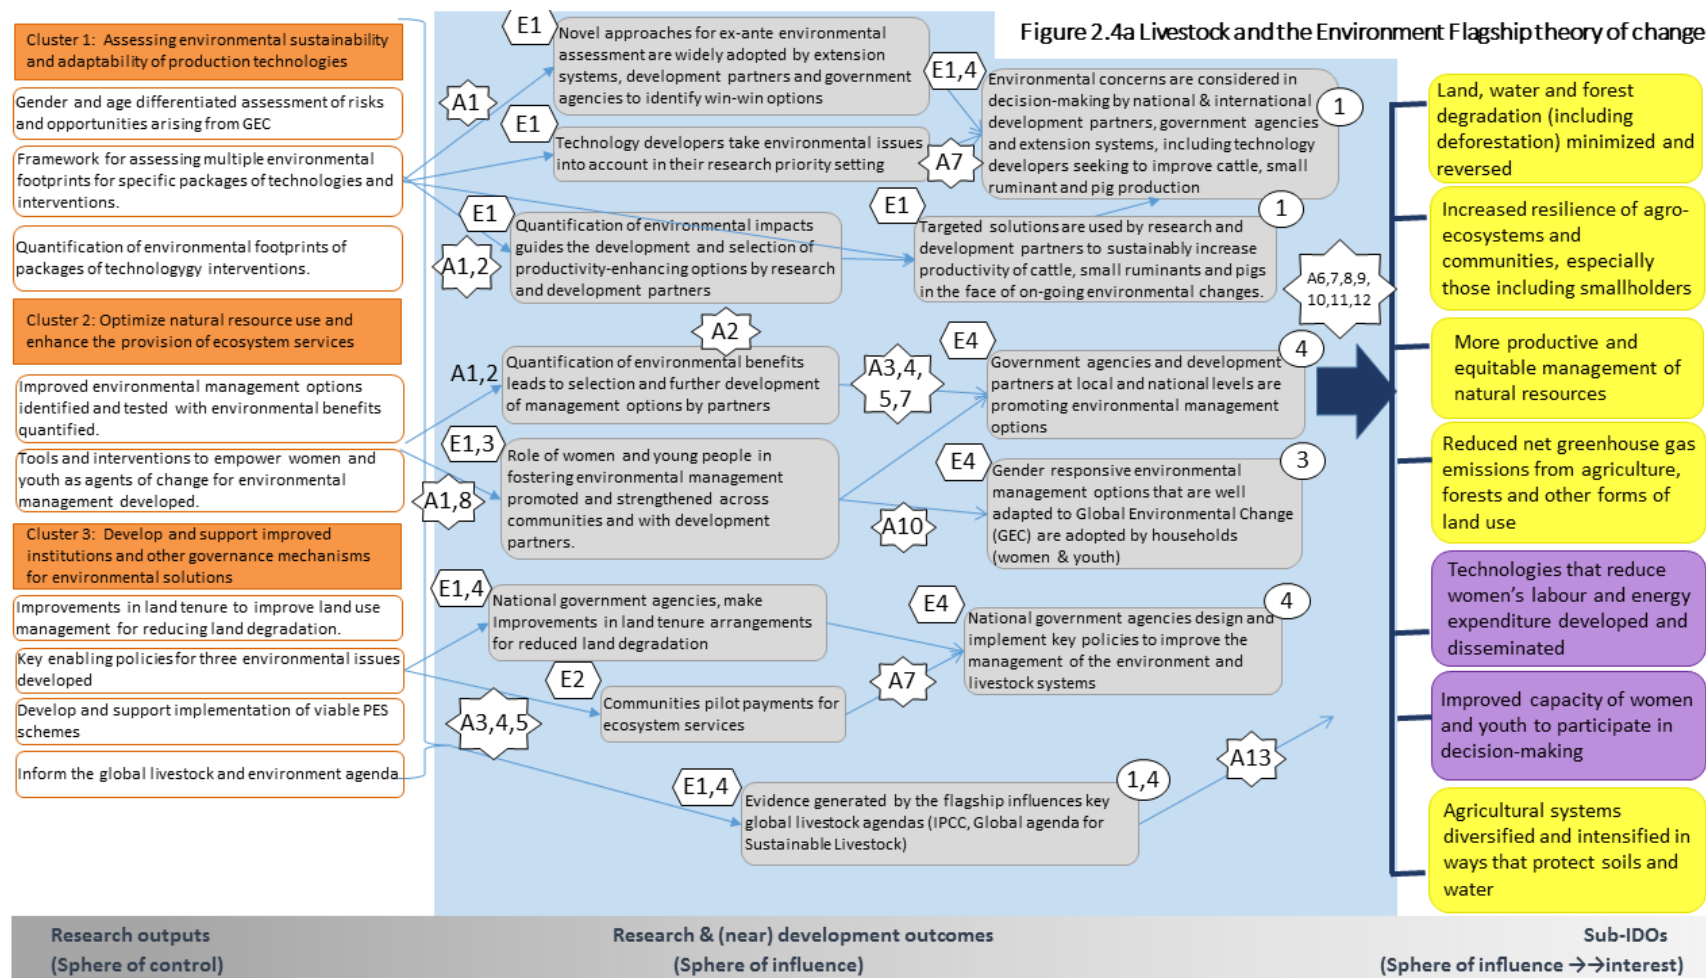 Figure 2.4a Livestock and the Environment Flagship theory of change
Cluster 1: Assessing environmental sustainability
and adaptability of production technologies
Gender and age differentiated assessment of risks
and opportunities arising from GEC
Framework for assessing multiple environmental
footprints for specific packages of technologies and
interventions.
Quantification of environmental footprints of
packages of technologygy interventions.
Cluster 2: Optimize natural resource use and
enhance the provision of ecosystem services
Improved environmental management options
identified and tested with environmental benefits
quantified.
Tools and interventions to empower women and
youth as agents of change for environmental
management developed.
Cluster 3: Develop and support improved
institutions and other governance mechanisms
for environmental solutions
Improvements in land tenure to improve land use
management for reducing land degradation.
Key enabling policies for three environmental issues
developed
Develop and support implementation of viable PES
schemes
Inform the global livestock and environment agenda
E1
Novel approaches for ex-ante environmental
assessment are widely adopted by extension
systems, development partners and government
agencies to identify win-win options
A1
E1
Technology developers take environmental issues
into account in their research priority setting
E1,4
A7
Environmental concerns are considered in
decision-making by national & international
development partners, government agencies
and extension systems, including technology
developers seeking to improve cattle, small
ruminant and pig production
1
E1
A1,2
Quantification of environmental impacts
guides the development and selection of
productivity-enhancing options by research
and development partners
E1
1
Targeted solutions are used by research and
development partners to sustainably increase
productivity of cattle, small ruminants and pigs
in the face of on-going environmental changes.
A6,7,8,9,
10,11,12
A2
A1,2
Quantification of environmental benefits
leads to selection and further development
of management options by partners
A3,4,
5,7
E4
4
Government agencies and development
partners at local and national levels are
promoting environmental management
options
E1,3
A1,8
Role of women and young people in
fostering environmental management
promoted and strengthened across
communities and with development
partners.
A10
E4
3
Gender responsive environmental
management options that are well
adapted to Global Environmental Change
(GEC) are adopted by households
(women & youth)
E1,4
National government agencies, make
Improvements in land tenure arrangements
for reduced land degradation
E2
Communities pilot payments for
ecosystem services
A7
E4
4
National government agencies design and
implement key policies to improve the
management of the environment and
livestock systems
A3,4,5
E1,4
1,4
Evidence generated by the flagship influences key
global livestock agendas (IPCC, Global agenda for
Sustainable Livestock)
A13
Land, water and forest
degradation (including
deforestation) minimized and
reversed
Increased resilience of agro-
ecosystems and
communities, especially
those including smallholders
More productive and
equitable management of
natural resources
Reduced net greenhouse gas
emissions from agriculture,
forests and other forms of
land use
Technologies that reduce
women's labour and energy
expenditure developed and
disseminated
Improved capacity of women
and youth to participate in
decision-making
Agricultural systems
diversified and intensified in
ways that protect soils and
water
Research outputs
(Sphere of control)
Research & (near) development outcomes
(Sphere of influence)
Sub-IDOs
(Sphere of influence →→interest)